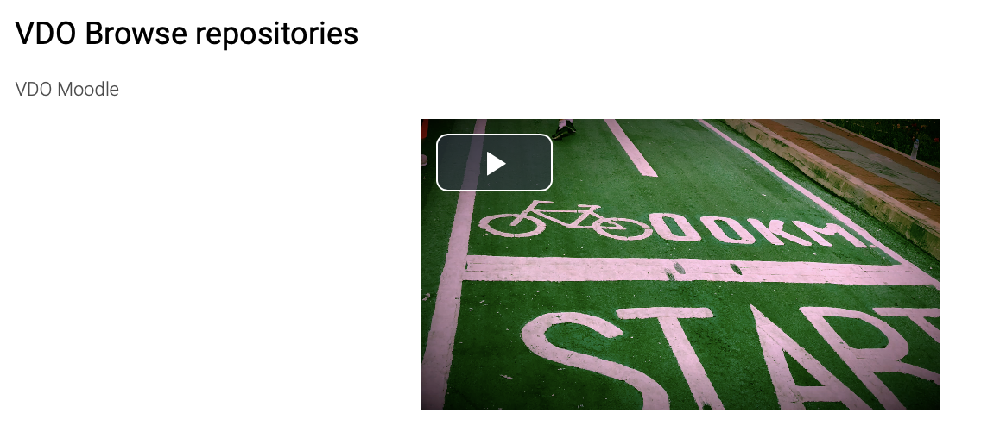 VDO Browse repositories
VDO Moodle
00KM.
START